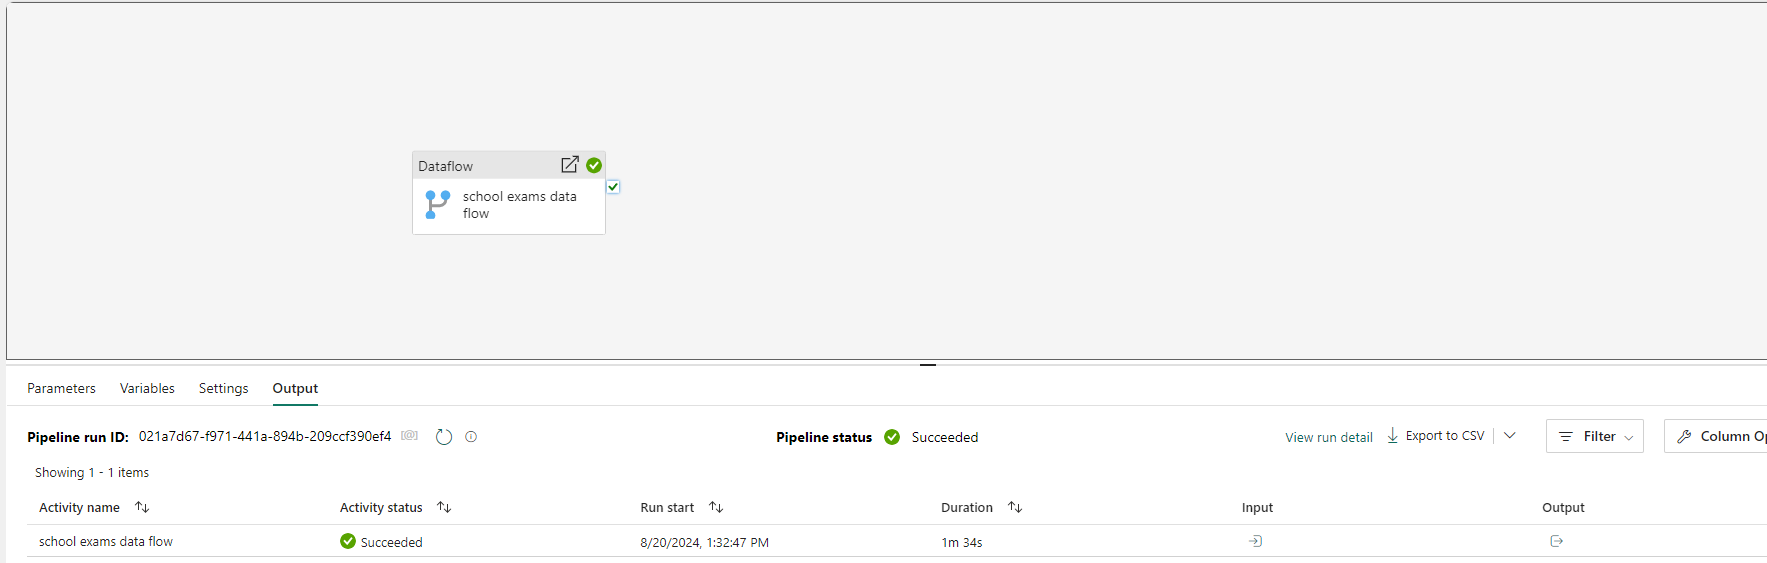 Dataflow
school exams data
flow
Parameters Variables Settings Output
Pipeline run ID: 021a7d67-f971-441a-894b-209ccf390ef4 Pipeline status Succeeded View run detail Export to CSV Filter Column Op
Showing 1 - 1 items
Activity name Activity status Run start Duration Input Output
school exams data flow Succeeded 8/20/2024, 1:32:47 PM 1m 34s